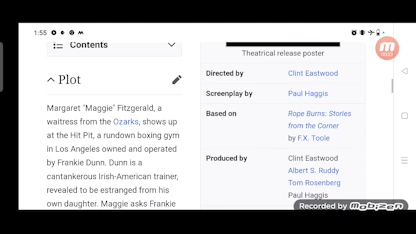 1:55
Contents
Theatrical release poster
Plot
Margaret "Maggie" Fitzgerald, a
waitress from the Ozarks, shows up
at the Hit Pit, a rundown boxing gym
in Los Angeles owned and operated
by Frankie Dunn. Dunn is a
cantankerous Irish-American trainer,
revealed to be estranged from his
own daughter. Maggie asks Frankie
Directed by Clint Eastwood
Screenplay by Paul Haggis
Based on Rope Burns: Stories
from the Corner
by F.X. Toole
Produced by Clint Eastwood
Albert S. Ruddy
Tom Rosenberg
Paul Haggis
Recorded by Mobizen